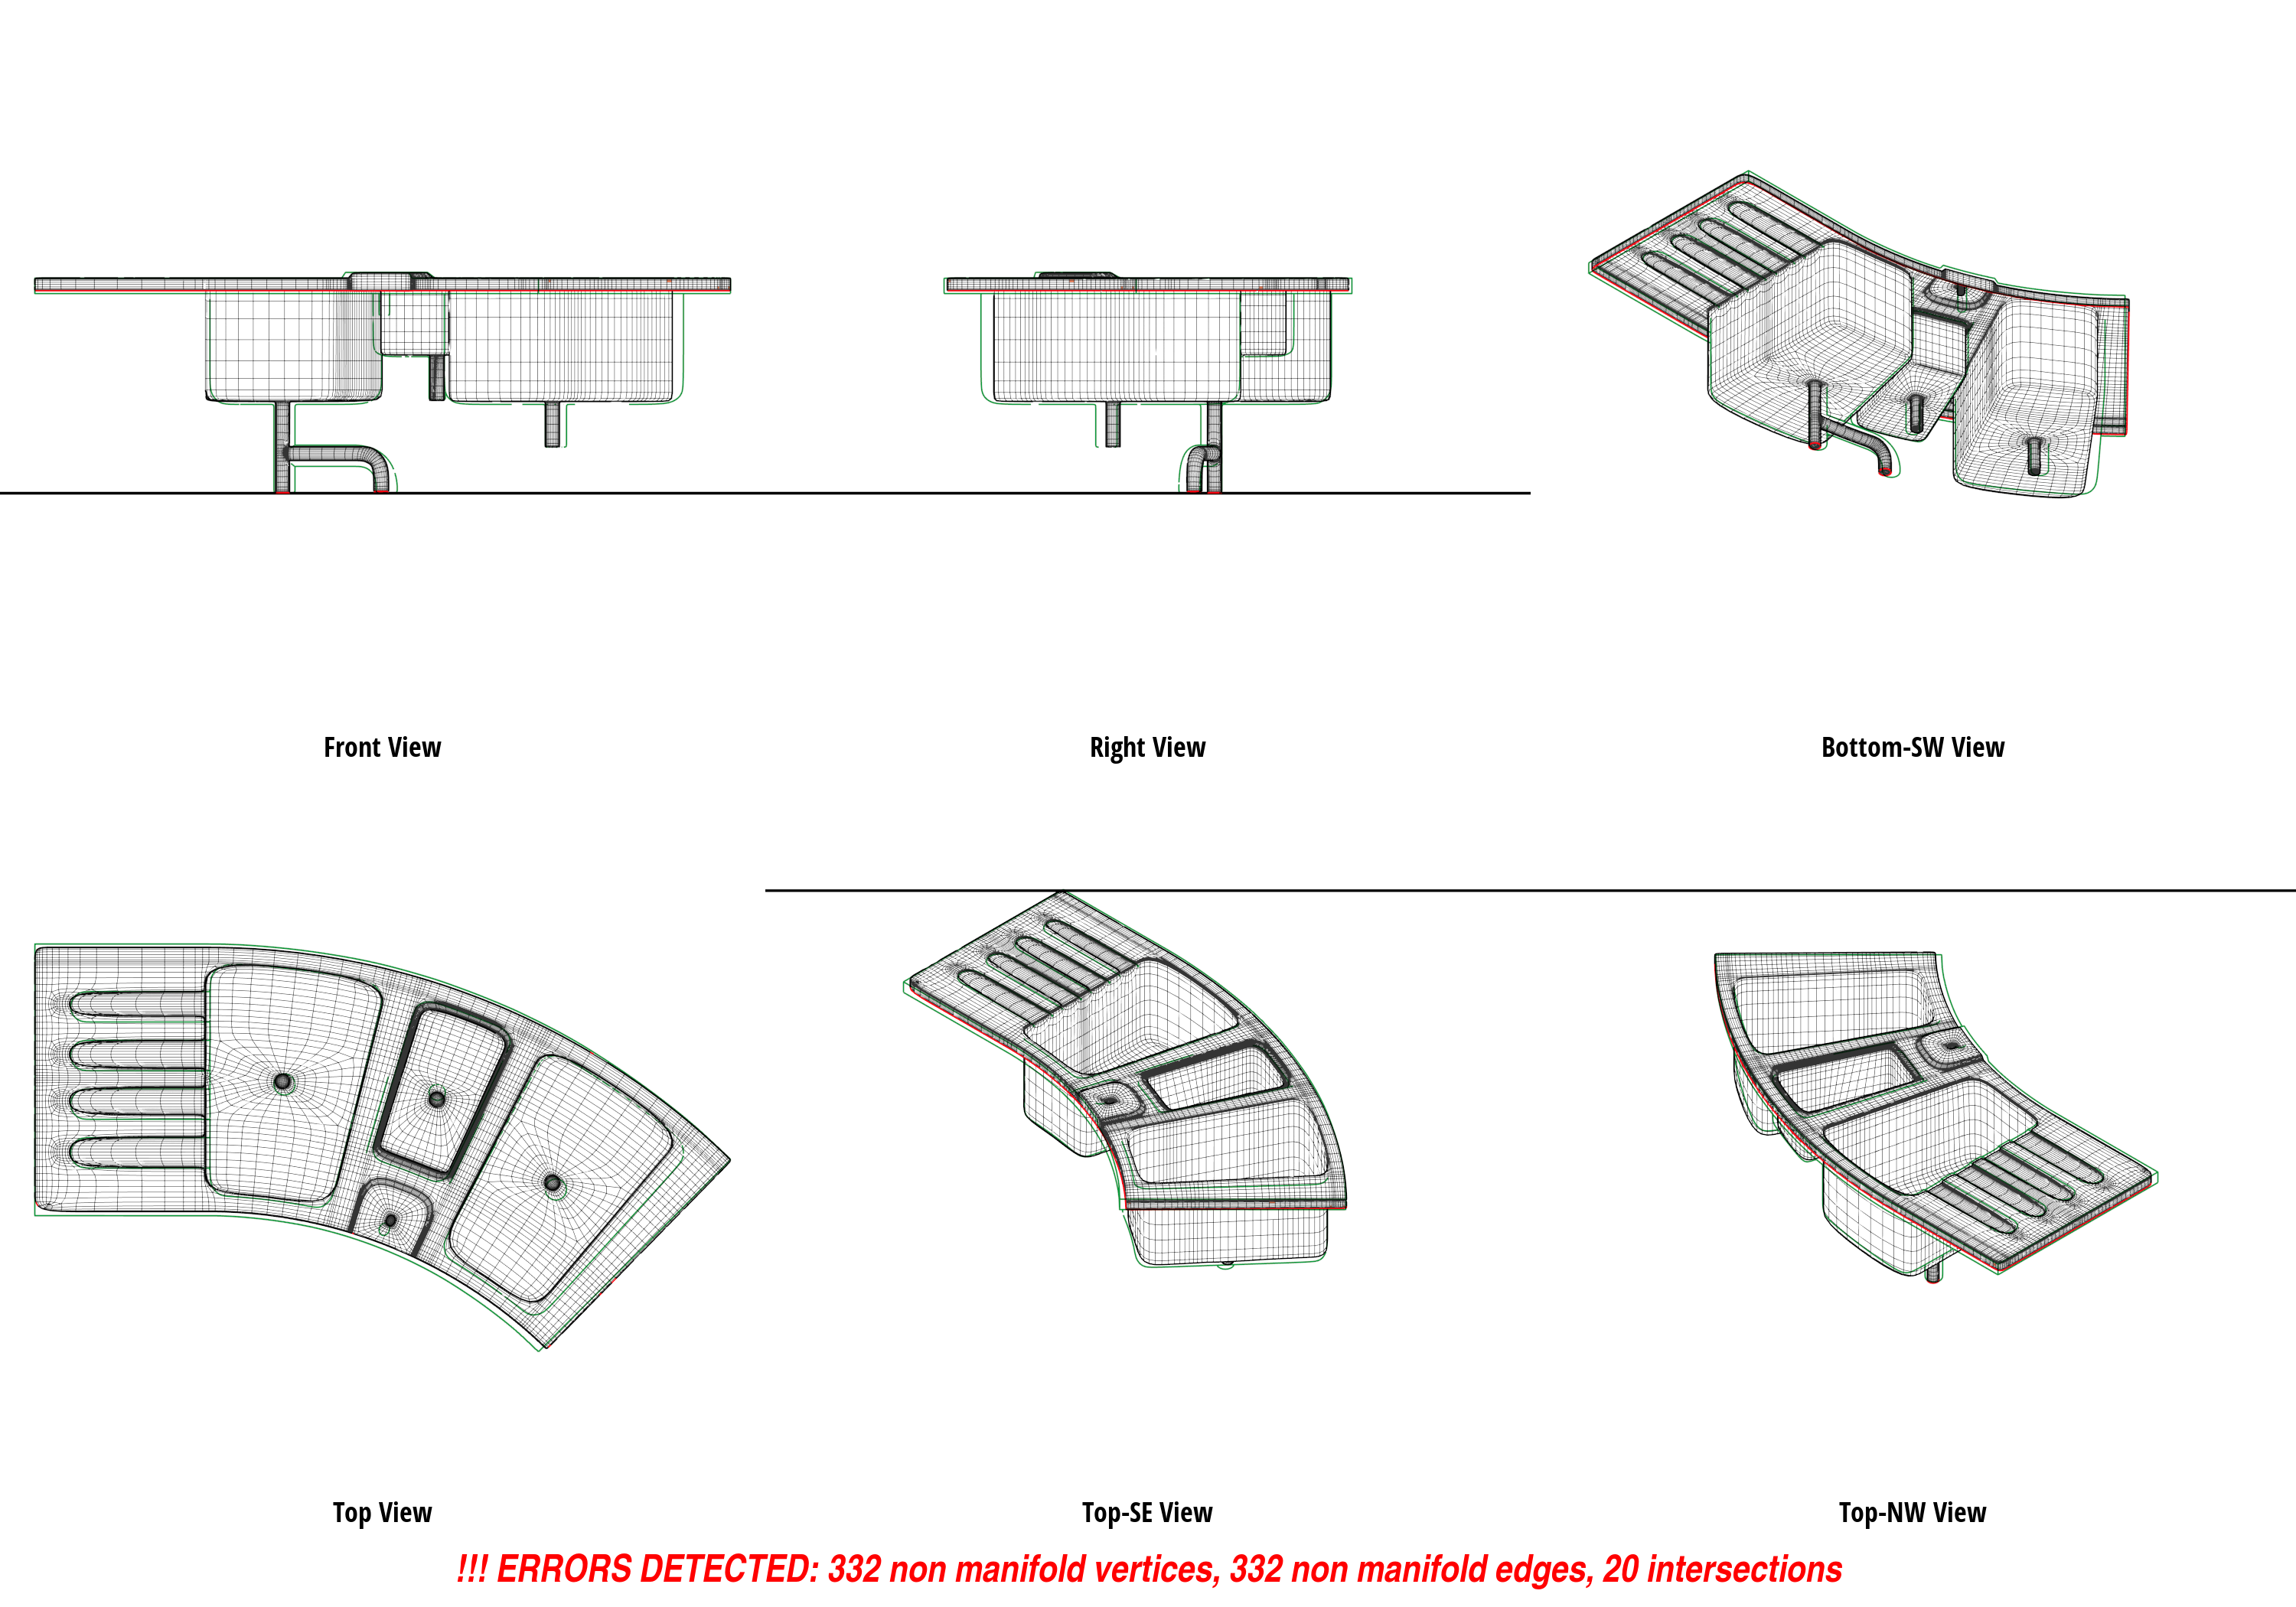 Front View
Right View
Bottom-SW View
Top View
Top-SE View
Top-NW View
!!! ERRORS DETECTED: 332 non manifold vertices, 332 non manifold edges, 20 intersections